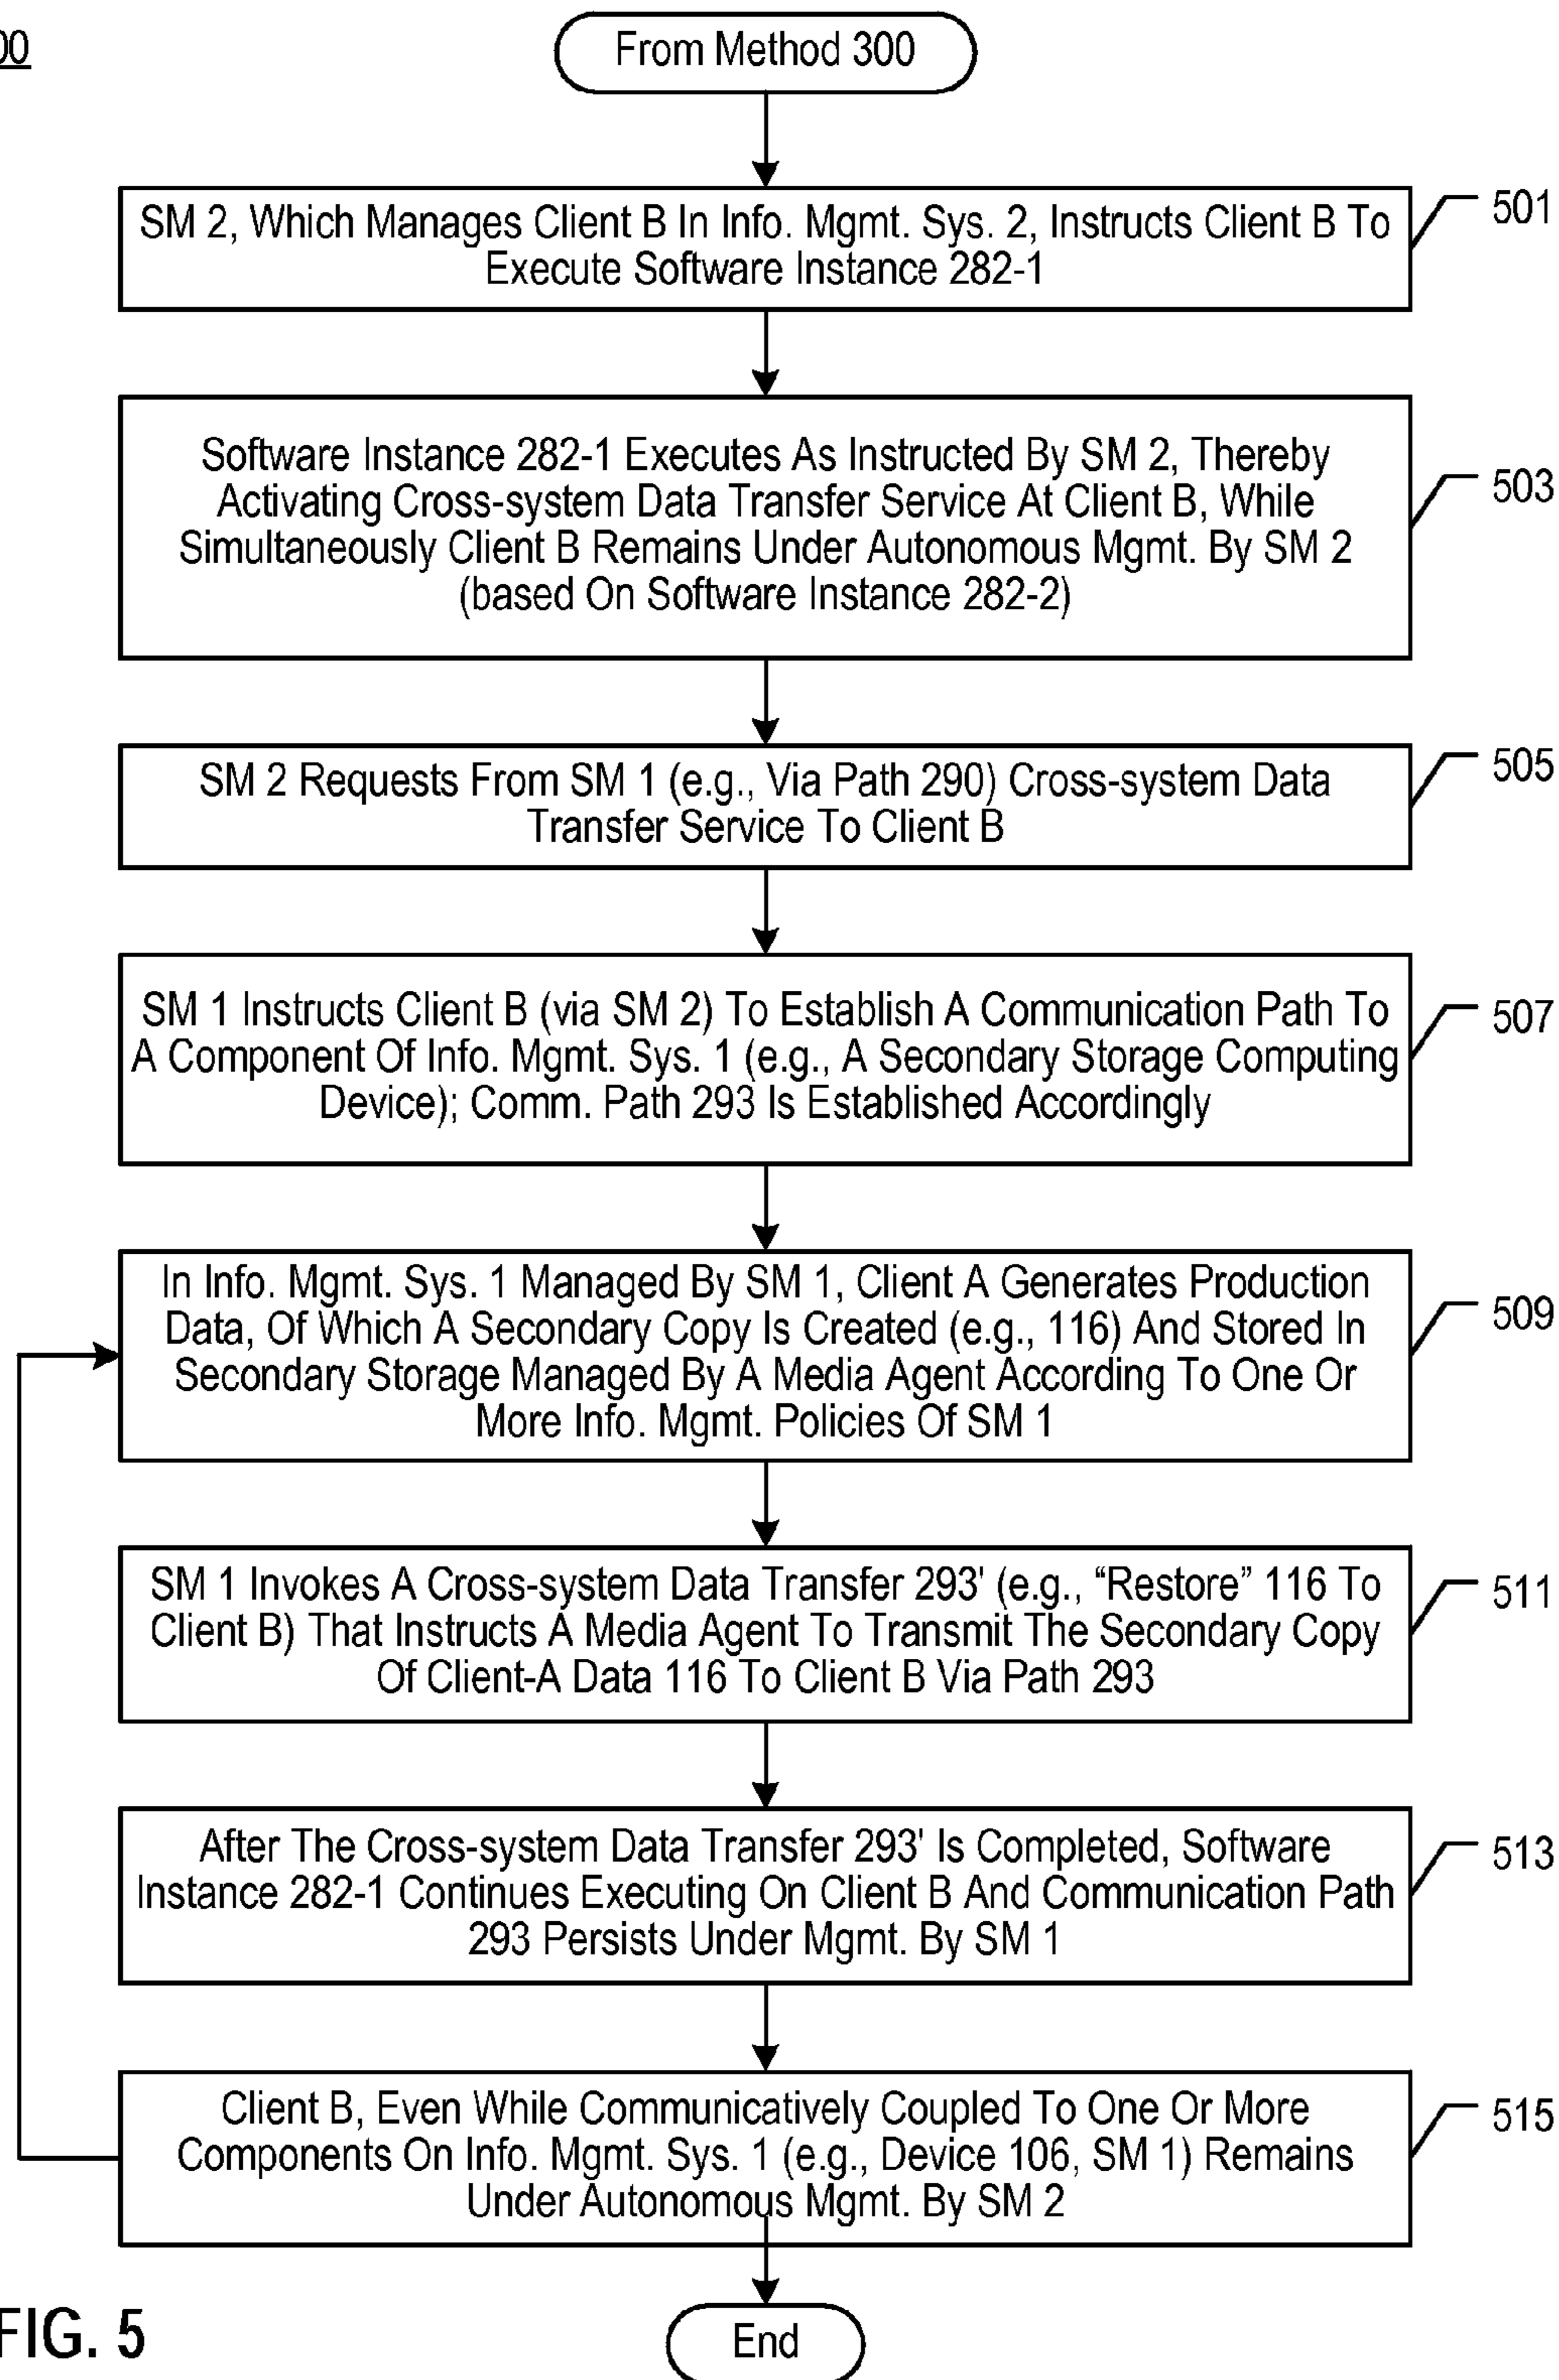 00
From Method 300
SM 2, Which Manages Client B In Info. Mgmt. Sys. 2, Instructs Client B To
Execute Software Instance 282-1
501
Software Instance 282-1 Executes As Instructed By SM 2, Thereby
Activating Cross-system Data Transfer Service At Client B, While
Simultaneously Client B Remains Under Autonomous Mgmt. By SM 2
(based On Software Instance 282-2)
503
SM 2 Requests From SM 1 (e.g., Via Path 290) Cross-system Data
Transfer Service To Client B
505
SM 1 Instructs Client B (via SM 2) To Establish A Communication Path To
A Component Of Info. Mgmt. Sys. 1 (e.g., A Secondary Storage Computing
Device); Comm. Path 293 Is Established Accordingly
507
In Info. Mgmt. Sys. 1 Managed By SM 1, Client A Generates Production
Data, Of Which A Secondary Copy Is Created (e.g., 116) And Stored In
Secondary Storage Managed By A Media Agent According To One Or
More Info. Mgmt. Policies Of SM 1
509
SM 1 Invokes A Cross-system Data Transfer 293' (e.g., “Restore” 116 To
Client B) That Instructs A Media Agent To Transmit The Secondary Copy
Of Client-A Data 116 To Client B Via Path 293
511
After The Cross-system Data Transfer 293' Is Completed, Software
Instance 282-1 Continues Executing On Client B And Communication Path
293 Persists Under Mgmt. By SM 1
513
Client B, Even While Communicatively Coupled To One Or More
Components On Info. Mgmt. Sys. 1 (e.g., Device 106, SM 1) Remains
Under Autonomous Mgmt. By SM 2
515
End
FIG. 5